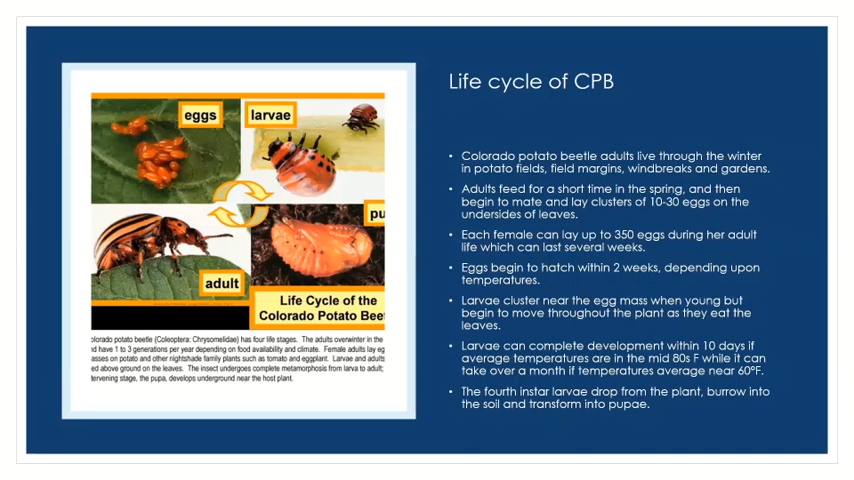 Life cycle of CPB
eggs
larvae
pu
adult
Life Cycle of the
Colorado Potato Beet
olorado potato beetle (Coleoptera: Chrysomelidae) has four life stages. The adults overwinter in the
nd have 1 to 3 generations per year depending on food availability and climate. Female adults lay eg
asses on potato and other nightshade family plants such as tomato and eggplant. Larvae and adults
ed above ground on the leaves. The insect undergoes complete metamorphosis from larva to adult;
tervening stage, the pupa, develops underground near the host plant.
• Colorado potato beetle adults live through the winter
in potato fields, field margins, windbreaks and gardens.
• Adults feed for a short time in the spring, and then
begin to mate and lay clusters of 10-30 eggs on the
undersides of leaves.
• Each female can lay up to 350 eggs during her adult
life which can last several weeks.
• Eggs begin to hatch within 2 weeks, depending upon
temperatures.
• Larvae cluster near the egg mass when young but
begin to move throughout the plant as they eat the
leaves.
• Larvae can complete development within 10 days if
average temperatures are in the mid 80s F while it can
take over a month if temperatures average near 60°F.
• The fourth instar larvae drop from the plant, burrow into
the soil and transform into pupae.